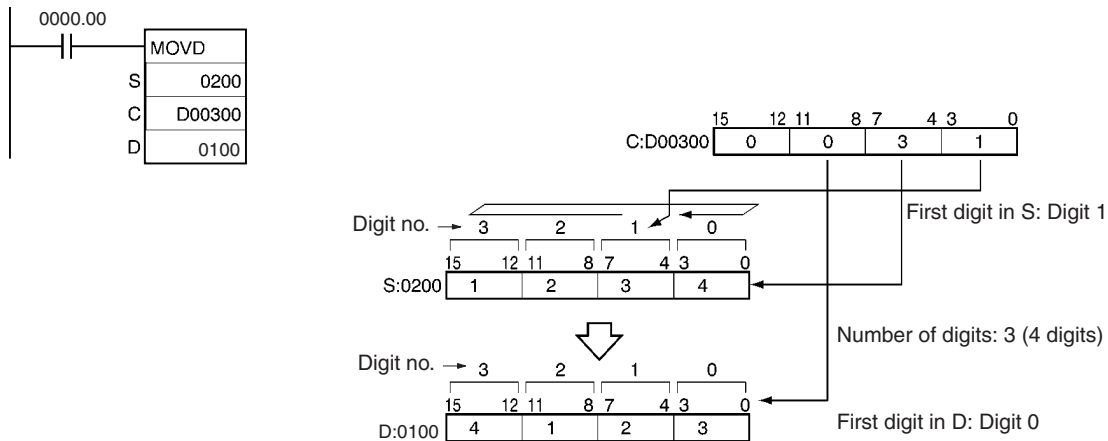 0000.00
MOVD
S 0200
C D00300
D 0100
15 12 11 8 7 4 3 0
C:D00300 0 0 3 1
First digit in S: Digit 1
Digit no. 3 2 1 0
15 12 11 8 7 4 3 0
S:0200 1 2 3 4
Number of digits: 3 (4 digits)
Digit no. 3 2 1 0
15 12 11 8 7 4 3 0
First digit in D: Digit 0
D:0100 4 1 2 3